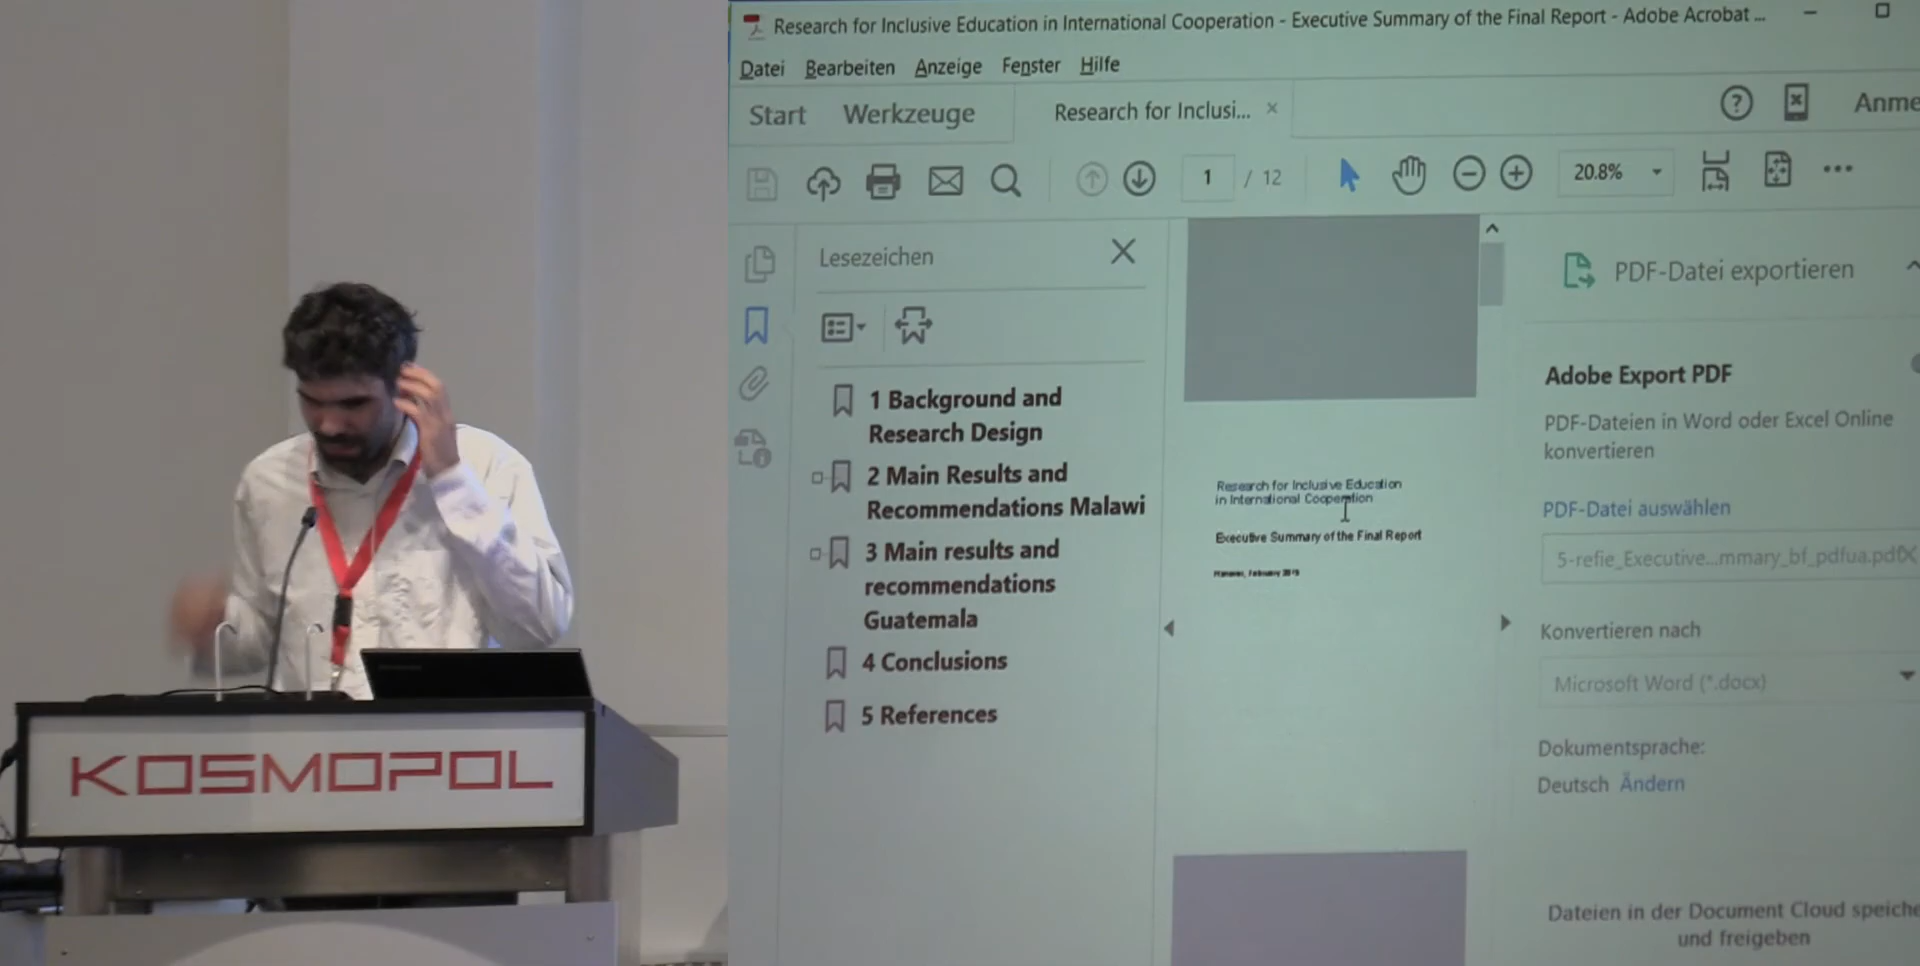 Research for Inclusive Education in International Cooperation - Executive Summary of the Final Report - Adobe Acrobat ...
Datei Bearbeiten Anzeige Fenster Hilfe
Start Werkzeuge Research for Inclusi... ×
Anme
1 / 12
20.8%
Lesezeichen
1 Background and
Research Design
2 Main Results and
Recommendations Malawi
3 Main results and
recommendations
Guatemala
4 Conclusions
5 References
Research for Inclusive Education
in International Cooperation
Executive Summary of the Final Report
PDF-Datei exportieren
Adobe Export PDF
PDF-Dateien in Word oder Excel Online
konvertieren
PDF-Datei auswählen
5-refie_Executive...mmary_bf_pdfua.pdf
Konvertieren nach
Microsoft Word (*.docx)
Dokumentsprache:
Deutsch Ändern
Dateien in der Document Cloud speiche
und freigeben
KOSMOPOL